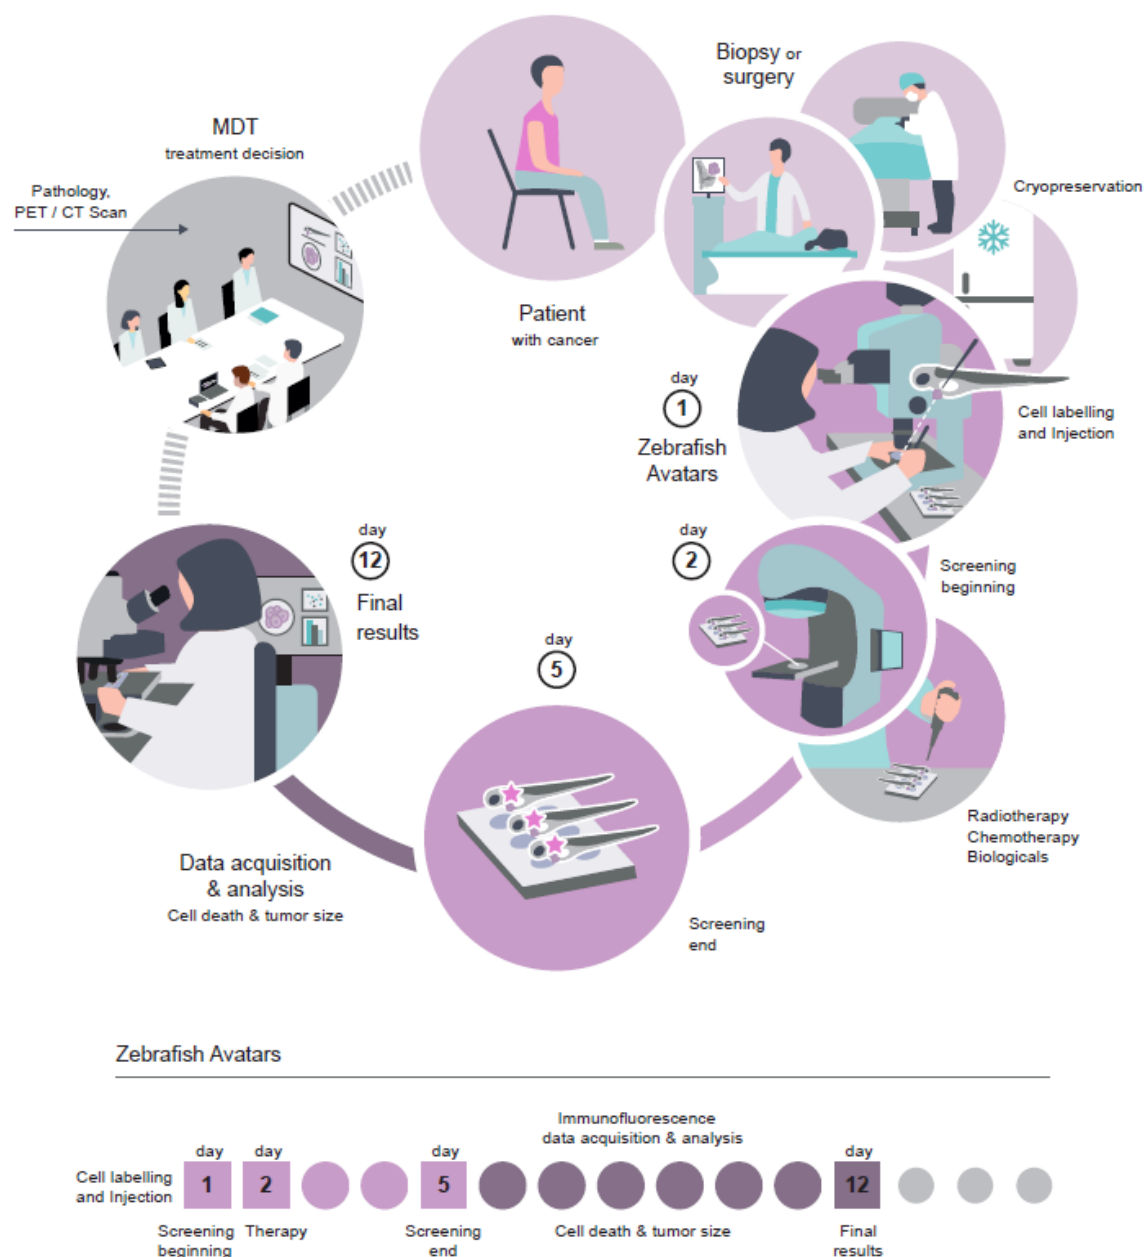 Biopsy or
surgery
MDT
treatment decision
Pathology,
PET / CT Scan
Cryopreservation
Patient
with cancer
day
1
Zebrafish
Avatars
Cell labelling
and Injection
day
2
Screening
beginning
day
12
Final
results
day
5
Radiotherapy
Chemotherapy
Biologicals
Data acquisition
& analysis
Cell death & tumor size
Screening
end
Zebrafish Avatars
Immunofluorescence
data acquisition & analysis
day
day
day
day
Cell labelling
and Injection
1
2
5
12
Screening
beginning
Therapy
Screening
end
Cell death & tumor size
Final
results